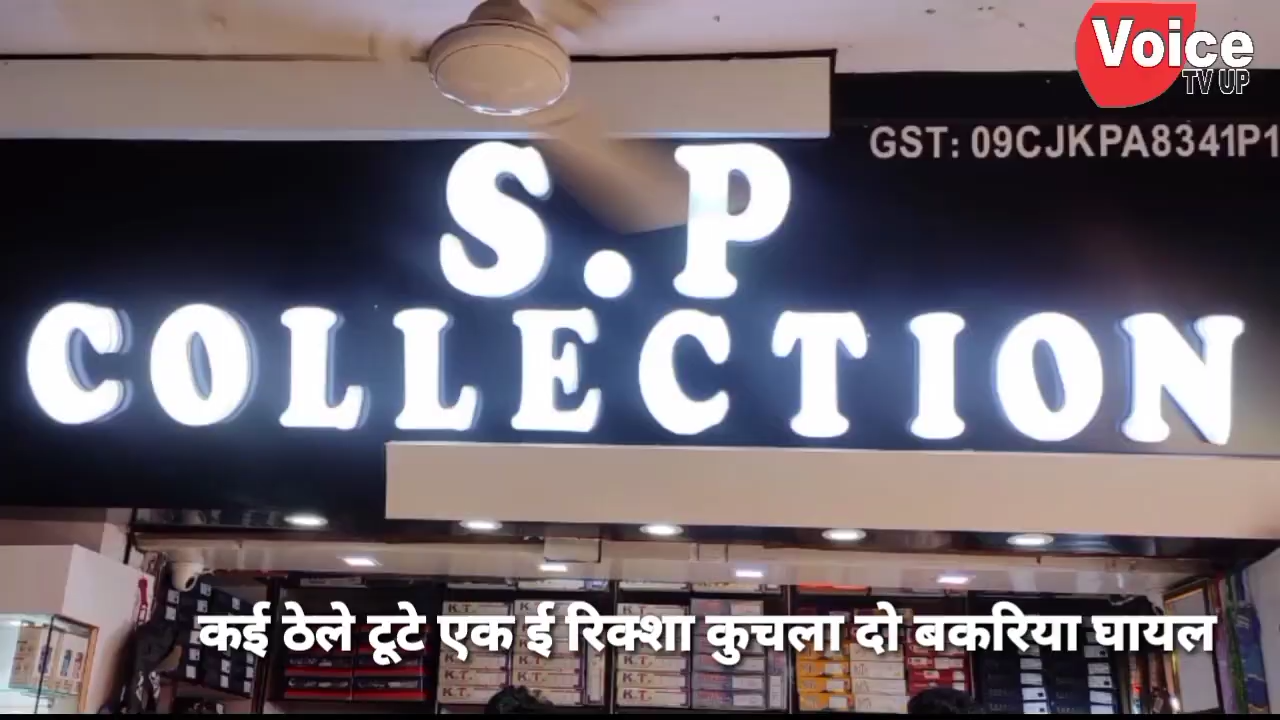 Voice
TV UP
GST: 09CJKPA8341P1
S.P
COLLECTION
K.T. K.T. K.T.
K.T. K.T. K.T.
K.T. K.T. K.T.
K.T. K.T. K.T.
कई ठेले टूटे एक ई रिक्शा कुचला दो बकरिया घायल